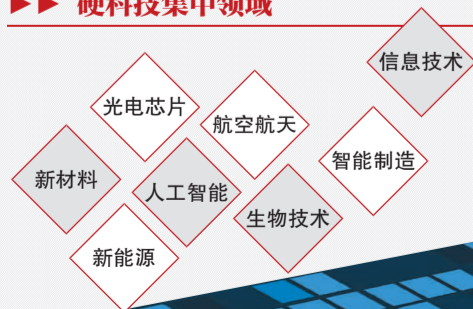 硬科技集中领域
信息技术
光电芯片
航空航天
智能制造
新材料
人工智能
生物技术
新能源